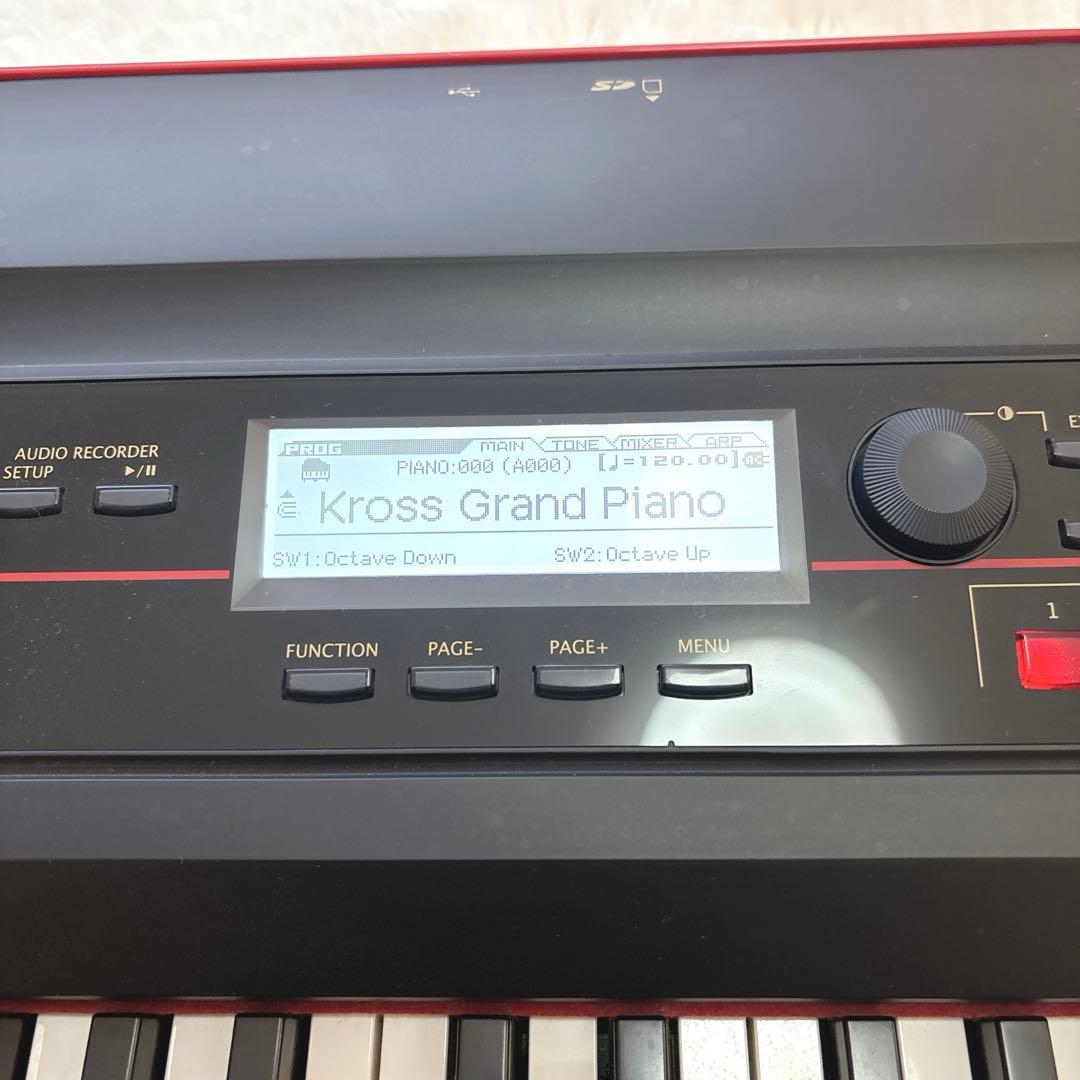 SD
AUDIO RECORDER
SETUP
PROG MAIN TONE MIXER ARP
PIANO:000 (A000) [♩=120.00]
Kross Grand Piano
SW1:Octave Down SW2:Octave Up
FUNCTION PAGE- PAGE+ MENU
1